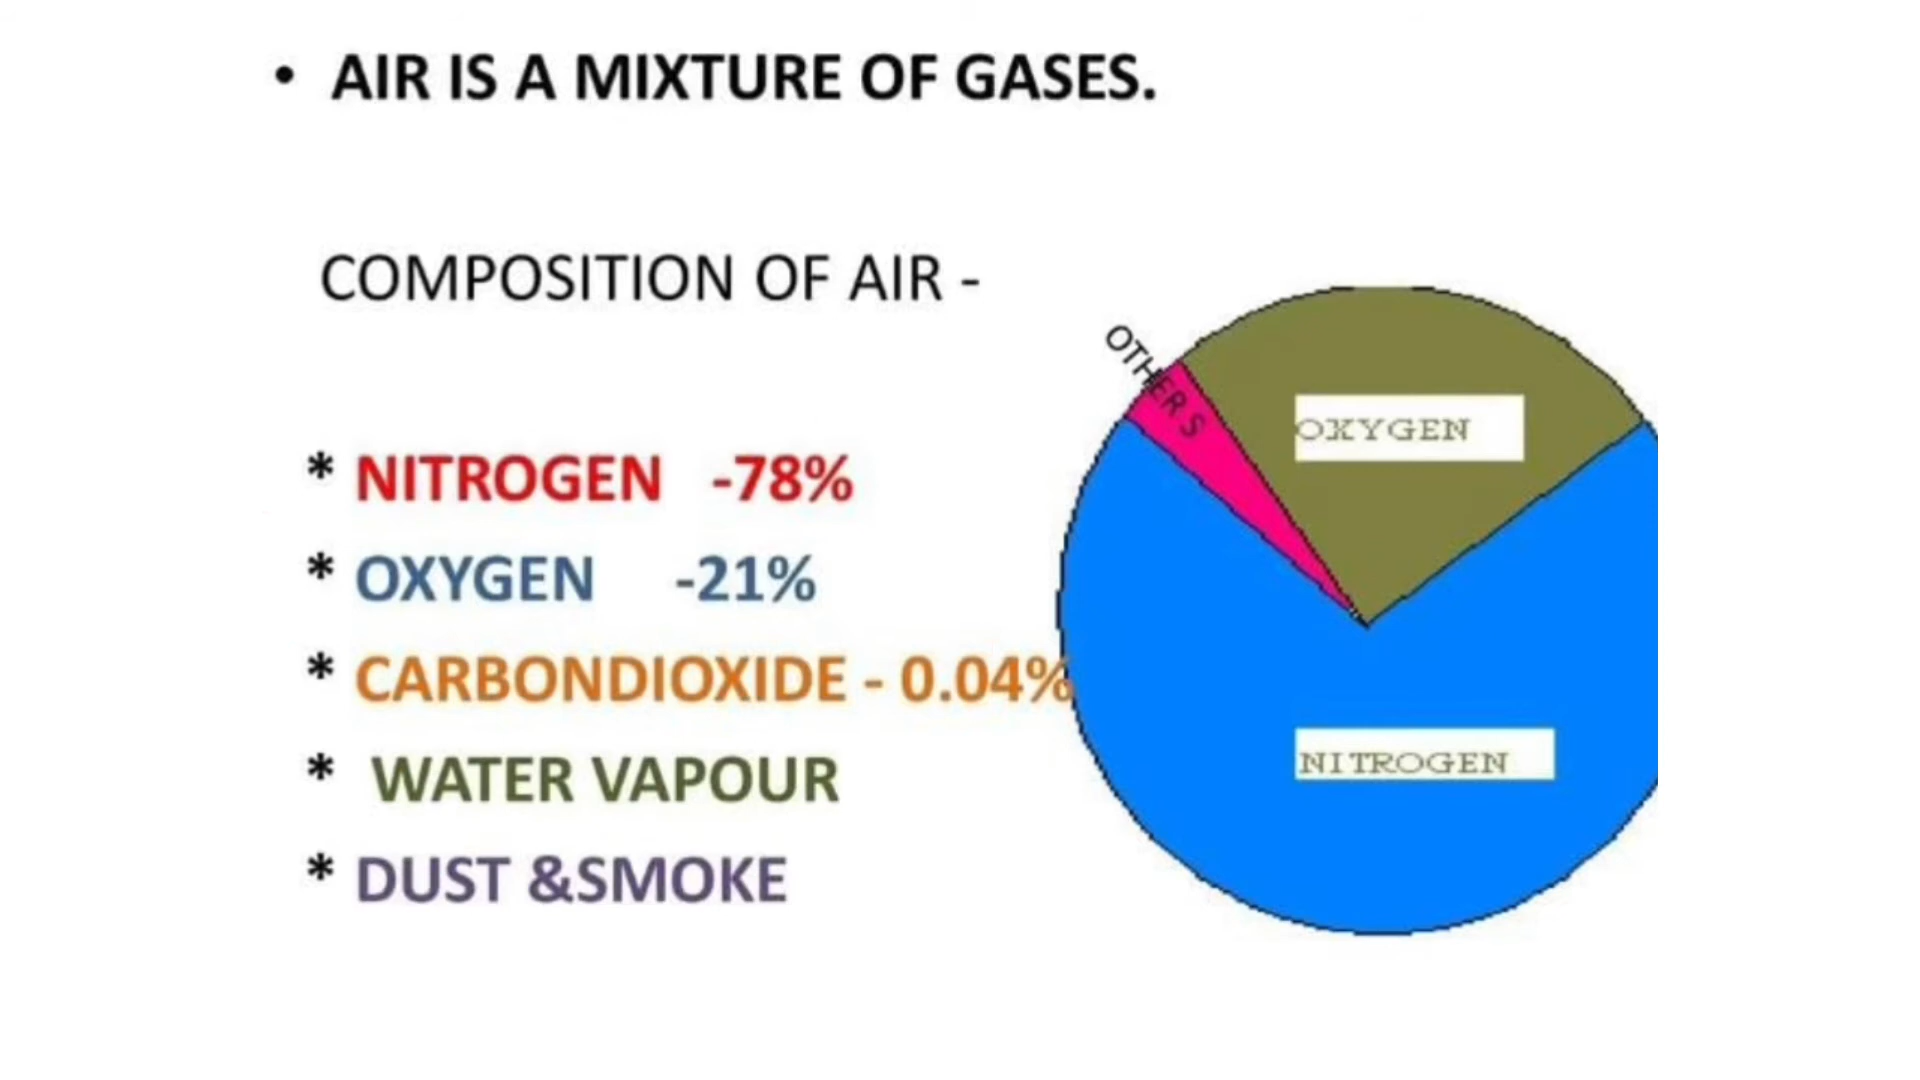 • AIR IS A MIXTURE OF GASES.
COMPOSITION OF AIR -
* NITROGEN -78%
* OXYGEN -21%
* CARBONDIOXIDE - 0.04%
* WATER VAPOUR
* DUST &SMOKE
OTHER S
OXYGEN
NITROGEN